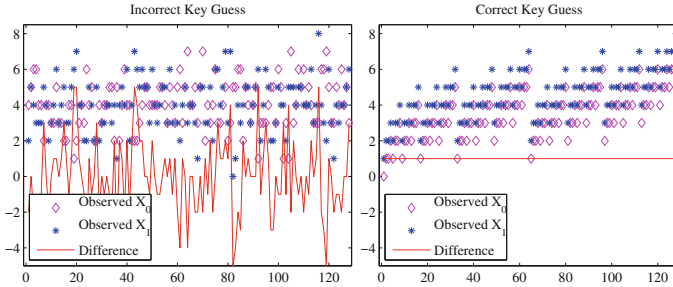 Incorrect Key Guess
8
6
4
2
0
−2
−4
Observed X0
Observed X1
Difference
0 20 40 60 80 100 120
Correct Key Guess
8
6
4
2
0
−2
−4
Observed X0
Observed X1
Difference
0 20 40 60 80 100 120